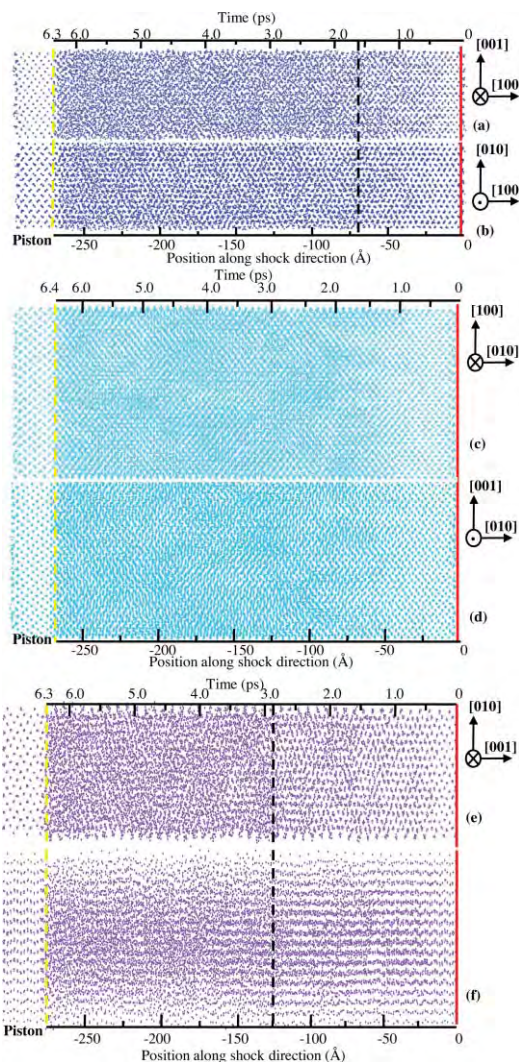 Time (ps)
6.3 6.0 5.0 4.0 3.0 2.0 1.0 0
[001]
[100
(a)
[010]
[100
(b)
Piston
-250 -200 -150 -100 -50 0
Position along shock direction (Å)
Time (ps)
6.4 6.0 5.0 4.0 3.0 2.0 1.0 0
[100]
[010]
(c)
[001]
[010]
(d)
Piston
-250 -200 -150 -100 -50 0
Position along shock direction (Å)
Time (ps)
6.3 6.0 5.0 4.0 3.0 2.0 1.0 0
[010]
[001]
(e)
(f)
Piston
-250 -200 -150 -100 -50 0
Position along shock direction (Å)